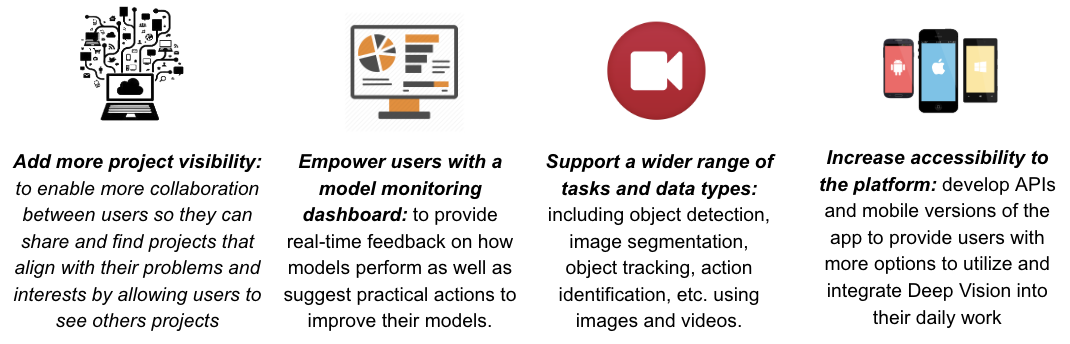 Add more project visibility:
to enable more collaboration
between users so they can
share and find projects that
align with their problems and
interests by allowing users to
see others projects
Empower users with a
model monitoring
dashboard: to provide
real-time feedback on how
models perform as well as
suggest practical actions to
improve their models.
Support a wider range of
tasks and data types:
including object detection,
image segmentation,
object tracking, action
identification, etc. using
images and videos.
Increase accessibility to
the platform: develop APIs
and mobile versions of the
app to provide users with
more options to utilize and
integrate Deep Vision into
their daily work